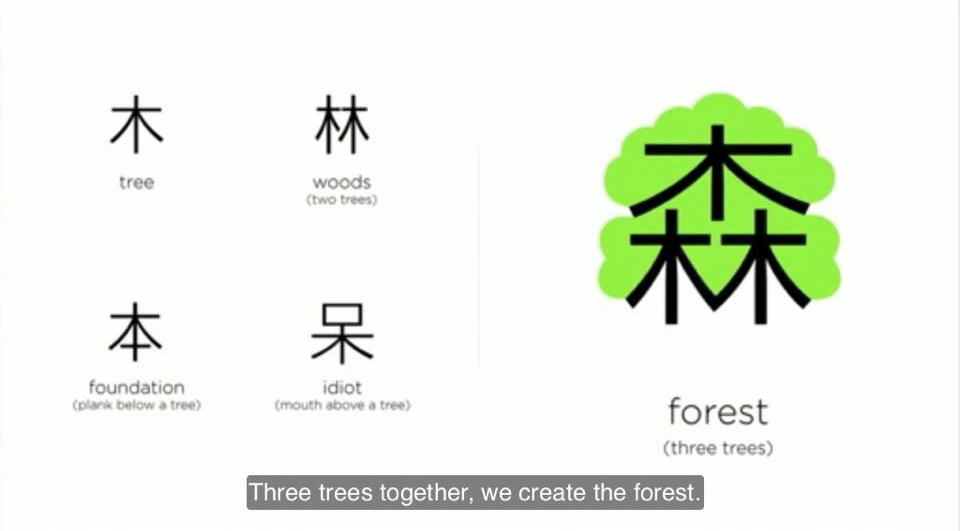 木
tree
林
woods
(two trees)
本
foundation
(plank below a tree)
呆
idiot
(mouth above a tree)
森
forest
(three trees)
Three trees together, we create the forest.